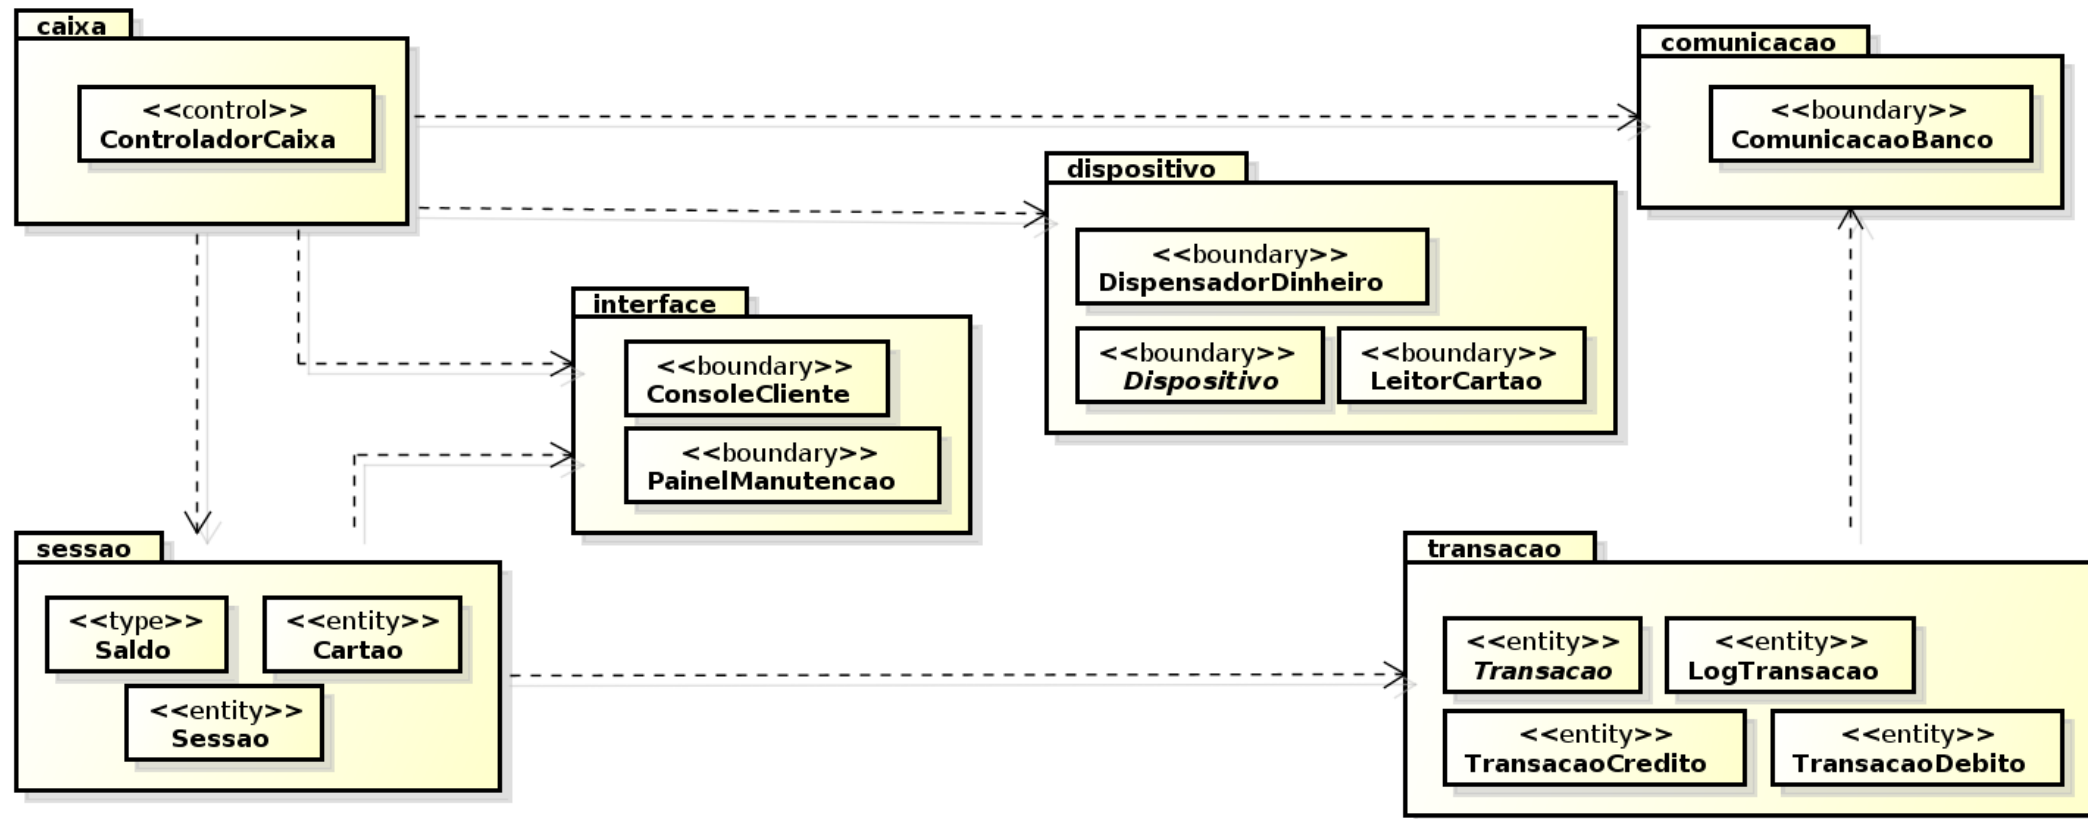 caixa
<<control>>
ControladorCaixa
comunicacao
<<boundary>>
ComunicacaoBanco
dispositivo
<<boundary>>
DispensadorDinheiro
<<boundary>>
Dispositivo
<<boundary>>
LeitorCartao
interface
<<boundary>>
ConsoleCliente
<<boundary>>
PainelManutencao
sessao
<<type>>
Saldo
<<entity>>
Cartao
<<entity>>
Sessao
transacao
<<entity>>
Transacao
<<entity>>
LogTransacao
<<entity>>
TransacaoCredito
<<entity>>
TransacaoDebito